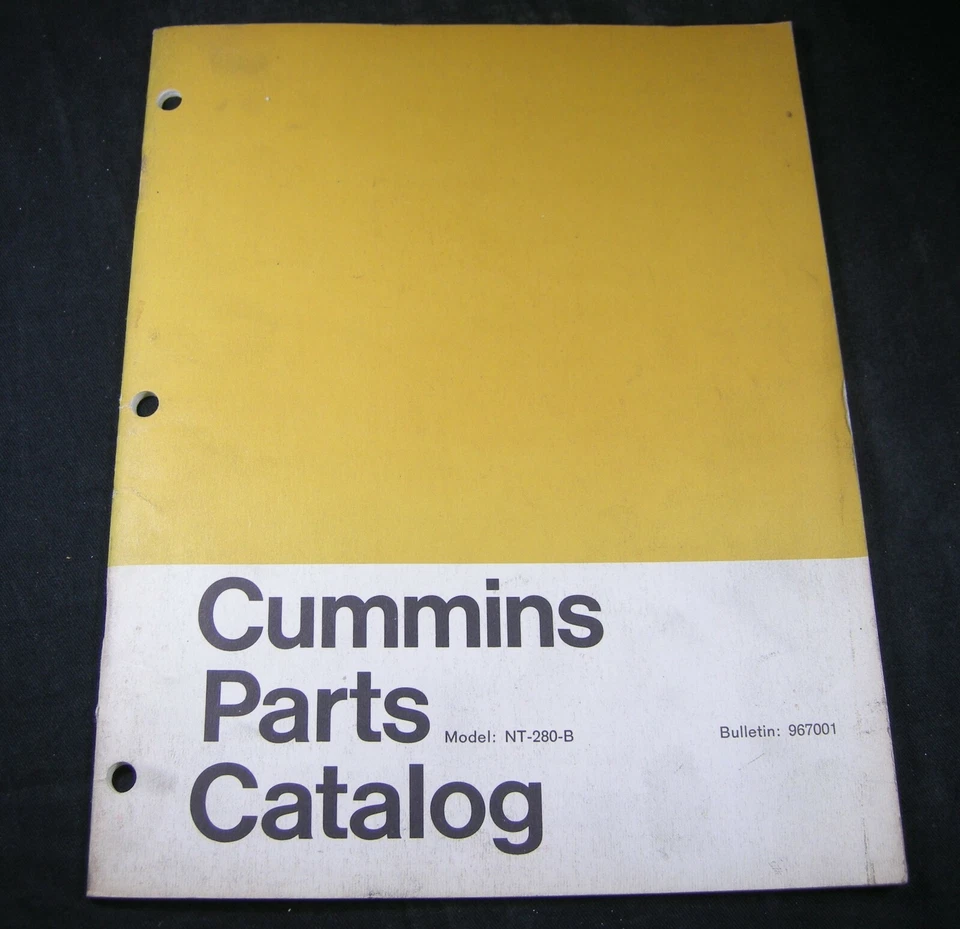 Cummins
Parts Model: NT-280-B Bulletin: 967001
Catalog